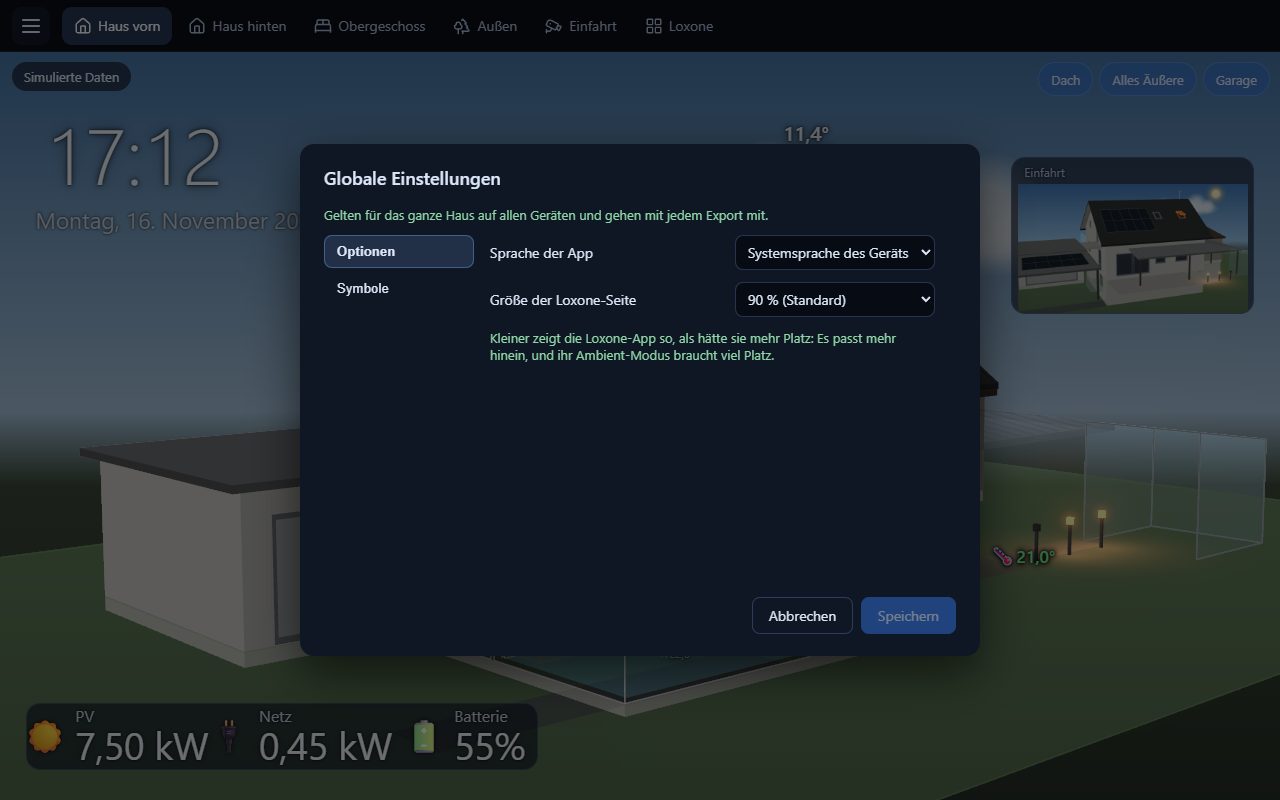 Haus vorn
Haus hinten
Obergeschoss
Außen
Einfahrt
Loxone
Simulierte Daten
Dach
Alles Äußere
Garage
17:12
11,4°
Montag, 16. November 20
Einfahrt
Globale Einstellungen
Gelten für das ganze Haus auf allen Geräten und gehen mit jedem Export mit.
Optionen
Sprache der App
Systemsprache des Geräts
Symbole
Größe der Loxone-Seite
90 % (Standard)
Kleiner zeigt die Loxone-App so, als hätte sie mehr Platz: Es passt mehr
hinein, und ihr Ambient-Modus braucht viel Platz.
21,0°
Abbrechen
Speichern
PV
7,50 kW
Netz
0,45 kW
Batterie
55%